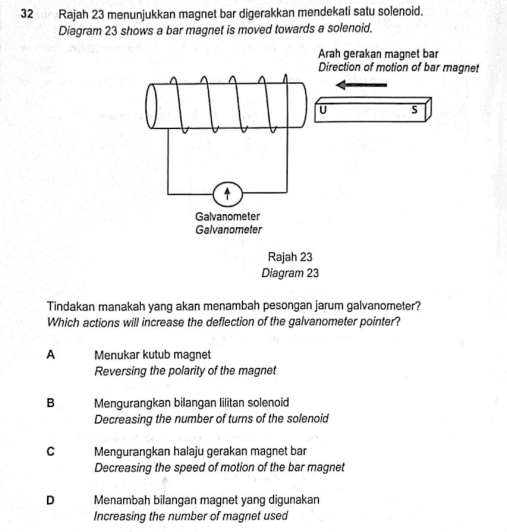 32 Rajah 23 menunjukkan magnet bar digerakkan mendekati satu solenoid.
Diagram 23 shows a bar magnet is moved towards a solenoid.
Arah gerakan magnet bar
Direction of motion of bar magnet
U S
Galvanometer
Galvanometer
Rajah 23
Diagram 23
Tindakan manakah yang akan menambah pesongan jarum galvanometer?
Which actions will increase the deflection of the galvanometer pointer?
A Menukar kutub magnet
Reversing the polarity of the magnet
B Mengurangkan bilangan lilitan solenoid
Decreasing the number of turns of the solenoid
C Mengurangkan halaju gerakan magnet bar
Decreasing the speed of motion of the bar magnet
D Menambah bilangan magnet yang digunakan
Increasing the number of magnet used